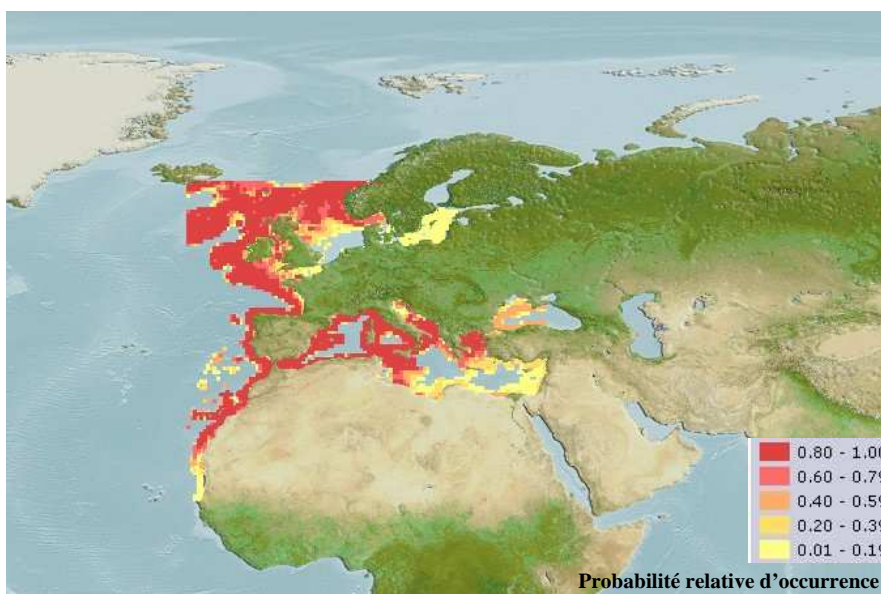 0.80 - 1.00
0.60 - 0.79
0.40 - 0.59
0.20 - 0.39
0.01 - 0.19
Probabilité relative d'occurrence